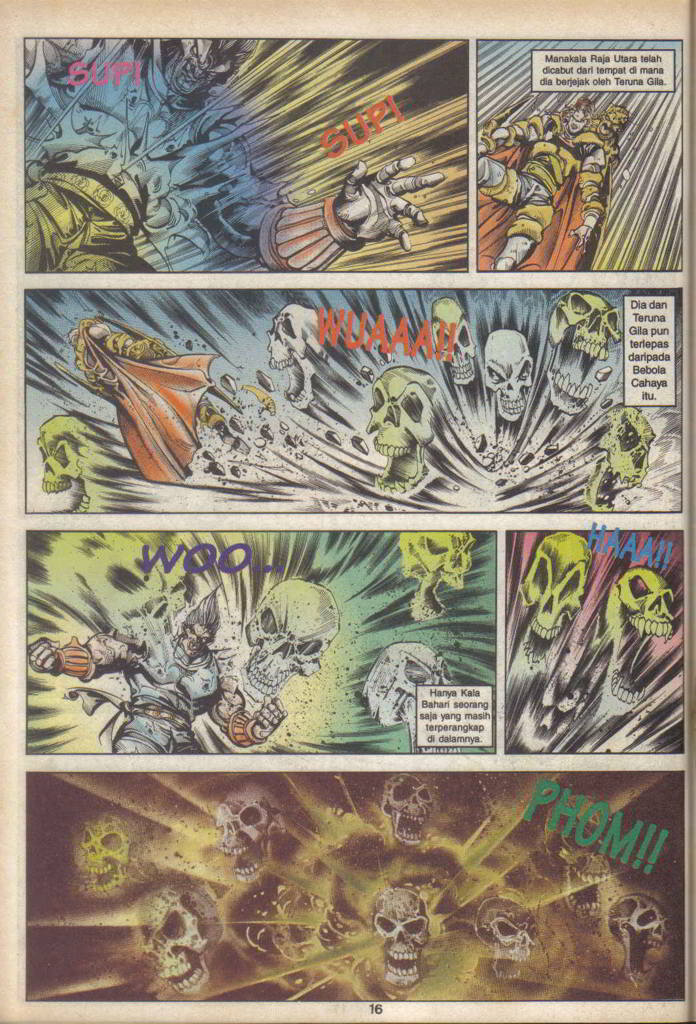 SUP!
SUP!
Manakala Raja Utara telah
dicabut dari tempat di mana
dia berjejak oleh Teruna Gila.
WUAAA!!
Dia dan
Teruna
Gila pun
terlepas
daripada
Bebola
Cahaya
itu.
WOO...
Hanya Kala
Bahari seorang
saja yang masih
terperangkap
di dalamnya.
HAAA!!
PHOM!!
16